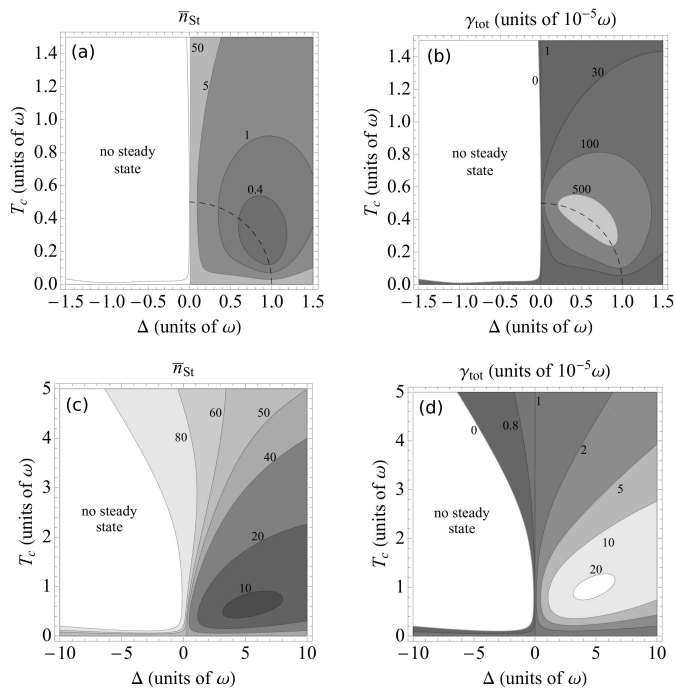 n̅St
(a)
50
5
1
0.4
no steady
state
1.4
1.2
1.0
0.8
0.6
0.4
0.2
0.0
Tc (units of ω)
−1.5 −1.0 −0.5 0.0 0.5 1.0 1.5
Δ (units of ω)
γtot (units of 10⁻⁵ω)
(b)
1
0
30
100
500
no steady
state
1.4
1.2
1.0
0.8
0.6
0.4
0.2
0.0
Tc (units of ω)
−1.5 −1.0 −0.5 0.0 0.5 1.0 1.5
Δ (units of ω)
n̅St
(c)
80
60
50
40
20
10
no steady
state
5
4
3
2
1
0
Tc (units of ω)
−10 −5 0 5 10
Δ (units of ω)
γtot (units of 10⁻⁵ω)
(d)
0
0.8
1
2
5
10
20
no steady
state
5
4
3
2
1
0
Tc (units of ω)
−10 −5 0 5 10
Δ (units of ω)